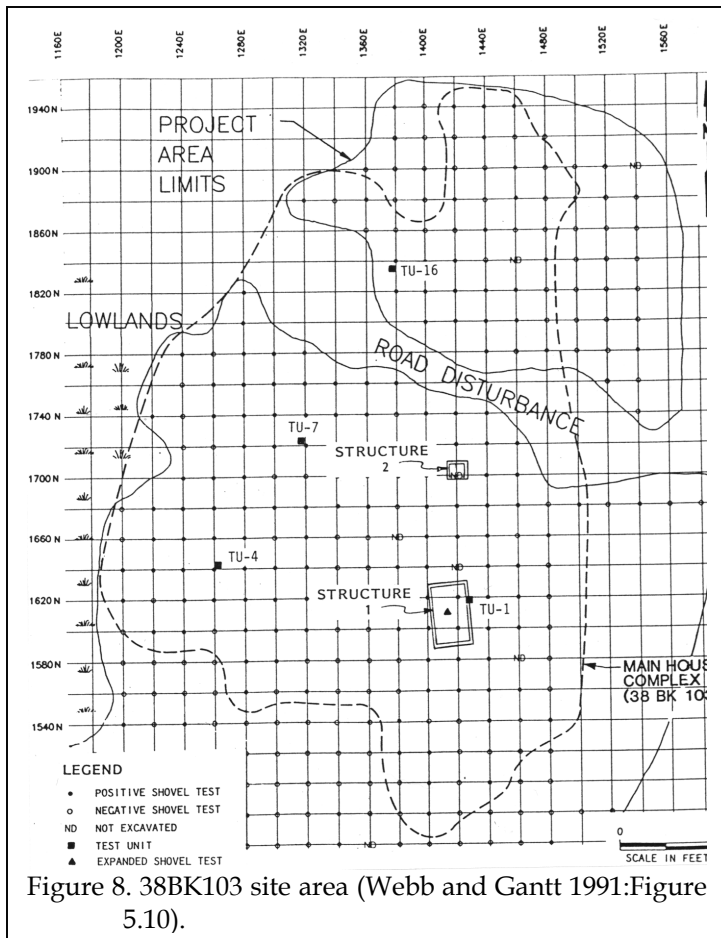 1160E
1200E
1240E
1280E
1320E
1360E
1400E
1440E
1480E
1520E
1560E
1940N
PROJECT
AREA
LIMITS
1900N
ND
1860N
ND
TU-16
1820N
LOWLANDS
1780N
ROAD DISTURBANCE
1740N
TU-7
STRUCTURE
2
ND
1700N
1660N
ND
ND
TU-4
STRUCTURE
1
TU-1
1620N
1580N
ND
MAIN HOUS
COMPLEX
(38 BK 103
1540N
LEGEND
POSITIVE SHOVEL TEST
NEGATIVE SHOVEL TEST
ND NOT EXCAVATED
TEST UNIT
EXPANDED SHOVEL TEST
ND
0
SCALE IN FEET
Figure 8. 38BK103 site area (Webb and Gantt 1991:Figure
5.10).